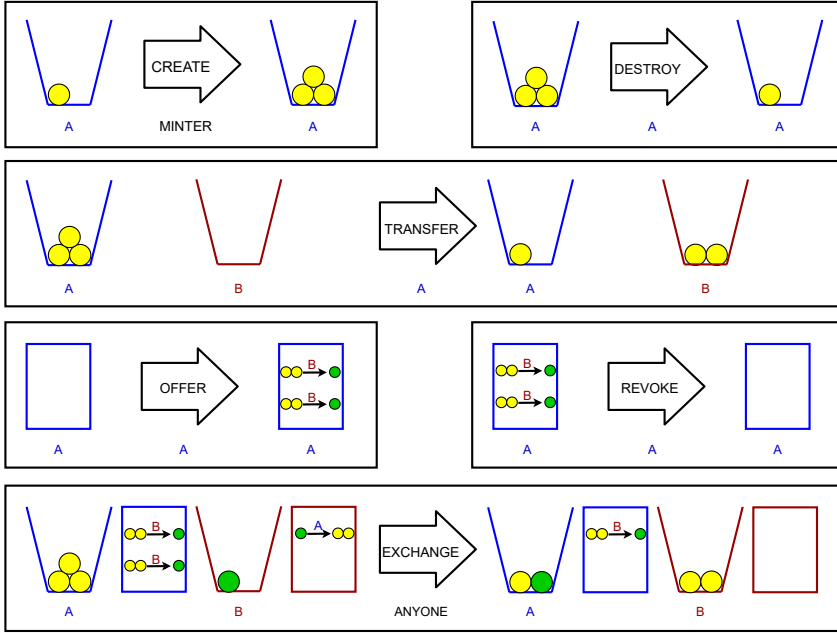 CREATE
A MINTER A
DESTROY
A A A
TRANSFER
A B A A B
B
OFFER
B
A A A
B
REVOKE
B
A A A
B A B
EXCHANGE
B
A B ANYONE A B